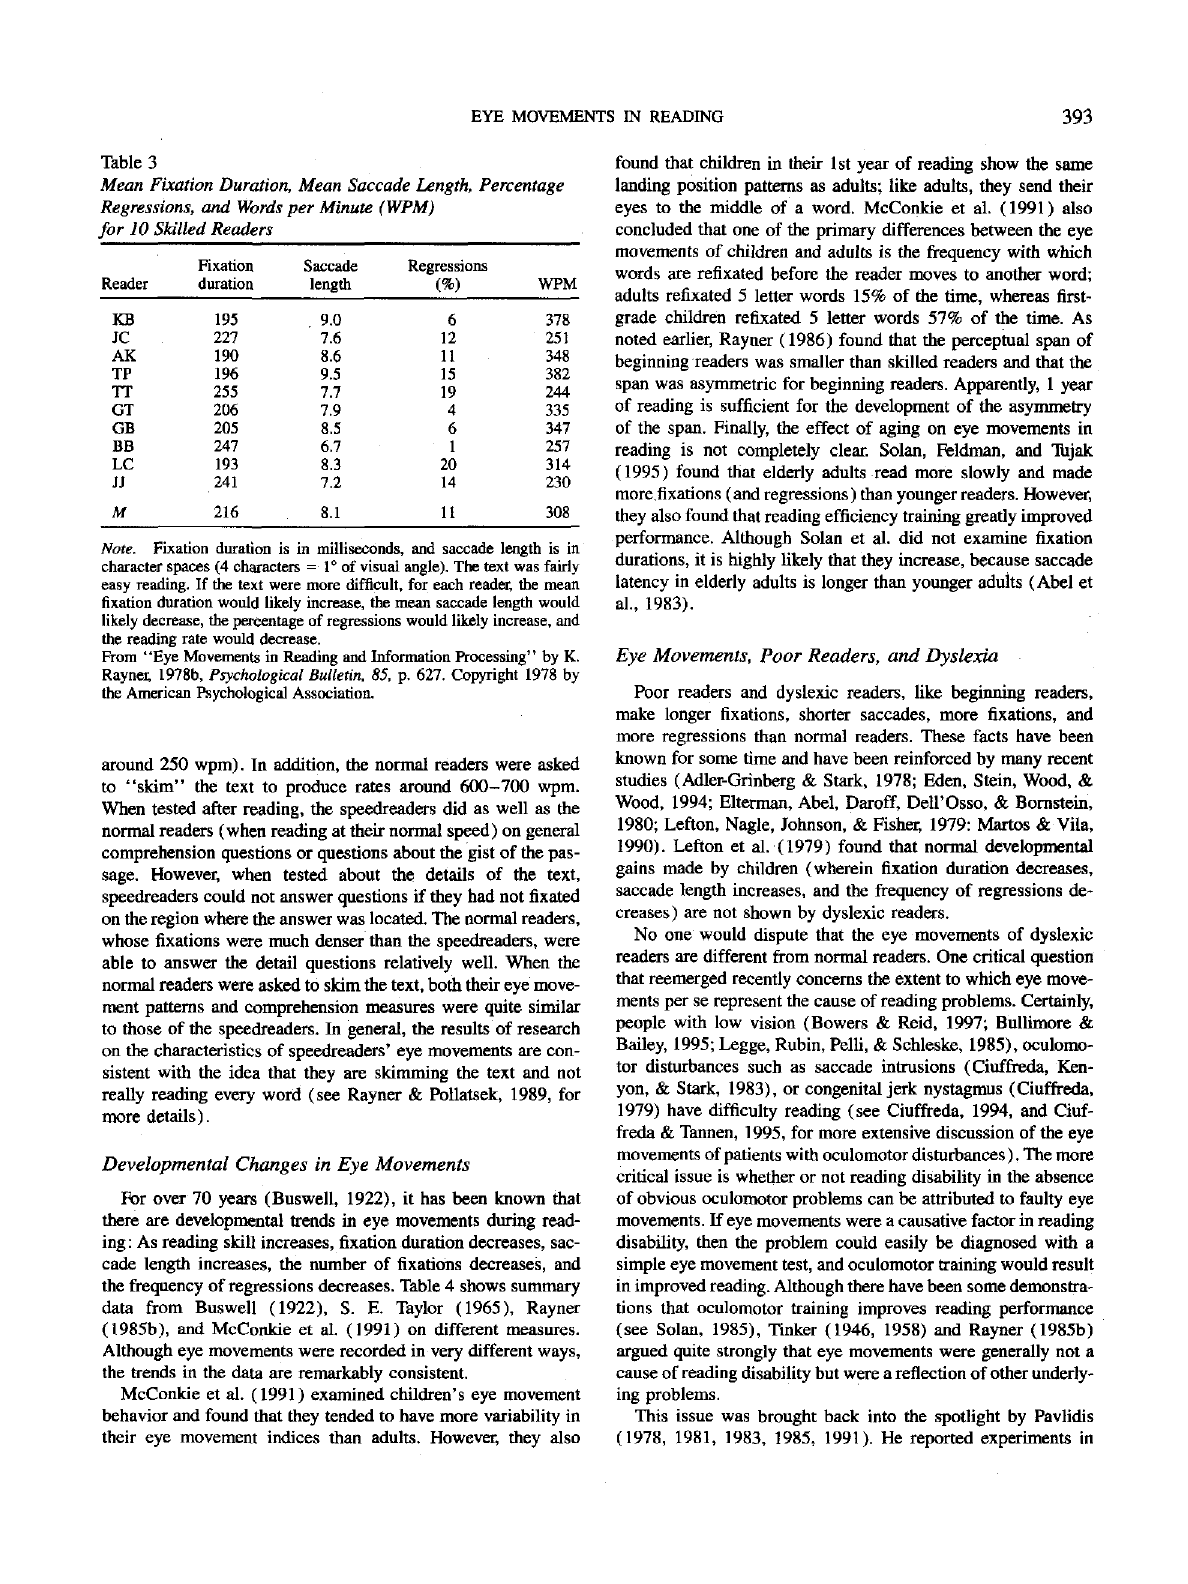 EYE MOVEMENTS IN READING
393
Table 3
Mean Fixation Duration, Mean Saccade Length, Percentage
Regressions, and Words per Minute (WPM)
for 10 Skilled Readers
Reader Fixation duration Saccade length Regressions (%) WPM
KB 195 9.0 6 378
JC 227 7.6 12 251
AK 190 8.6 11 348
TP 196 9.5 15 382
TT 255 7.7 19 244
GT 206 7.9 4 335
GB 205 8.5 6 347
BB 247 6.7 1 257
LC 193 8.3 20 314
JJ 241 7.2 14 230
M 216 8.1 11 308
Note. Fixation duration is in milliseconds, and saccade length is in
character spaces (4 characters = 1° of visual angle). The text was fairly
easy reading. If the text were more difficult, for each reader, the mean
fixation duration would likely increase, the mean saccade length would
likely decrease, the percentage of regressions would likely increase, and
the reading rate would decrease.
From "Eye Movements in Reading and Information Processing" by K.
Rayner, 1978b, Psychological Bulletin, 85, p. 627. Copyright 1978 by
the American Psychological Association.
around 250 wpm). In addition, the normal readers were asked
to "skim" the text to produce rates around 600–700 wpm.
When tested after reading, the speedreaders did as well as the
normal readers (when reading at their normal speed) on general
comprehension questions or questions about the gist of the pas-
sage. However, when tested about the details of the text,
speedreaders could not answer questions if they had not fixated
on the region where the answer was located. The normal readers,
whose fixations were much denser than the speedreaders, were
able to answer the detail questions relatively well. When the
normal readers were asked to skim the text, both their eye move-
ment patterns and comprehension measures were quite similar
to those of the speedreaders. In general, the results of research
on the characteristics of speedreaders' eye movements are con-
sistent with the idea that they are skimming the text and not
really reading every word (see Rayner & Pollatsek, 1989, for
more details).
Developmental Changes in Eye Movements
For over 70 years (Buswell, 1922), it has been known that
there are developmental trends in eye movements during read-
ing: As reading skill increases, fixation duration decreases, sac-
cade length increases, the number of fixations decreases, and
the frequency of regressions decreases. Table 4 shows summary
data from Buswell (1922), S. E. Taylor (1965), Rayner
(1985b), and McConkie et al. (1991) on different measures.
Although eye movements were recorded in very different ways,
the trends in the data are remarkably consistent.
McConkie et al. (1991) examined children's eye movement
behavior and found that they tended to have more variability in
their eye movement indices than adults. However, they also
found that children in their 1st year of reading show the same
landing position patterns as adults; like adults, they send their
eyes to the middle of a word. McConkie et al. (1991) also
concluded that one of the primary differences between the eye
movements of children and adults is the frequency with which
words are refixated before the reader moves to another word;
adults refixated 5 letter words 15% of the time, whereas first-
grade children refixated 5 letter words 57% of the time. As
noted earlier, Rayner (1986) found that the perceptual span of
beginning readers was smaller than skilled readers and that the
span was asymmetric for beginning readers. Apparently, 1 year
of reading is sufficient for the development of the asymmetry
of the span. Finally, the effect of aging on eye movements in
reading is not completely clear. Solan, Feldman, and Tujak
(1995) found that elderly adults read more slowly and made
more fixations (and regressions) than younger readers. However,
they also found that reading efficiency training greatly improved
performance. Although Solan et al. did not examine fixation
durations, it is highly likely that they increase, because saccade
latency in elderly adults is longer than younger adults (Abel et
al., 1983).
Eye Movements, Poor Readers, and Dyslexia
Poor readers and dyslexic readers, like beginning readers,
make longer fixations, shorter saccades, more fixations, and
more regressions than normal readers. These facts have been
known for some time and have been reinforced by many recent
studies (Adler-Grinberg & Stark, 1978; Eden, Stein, Wood, &
Wood, 1994; Elterman, Abel, Daroff, Dell'Osso, & Bornstein,
1980; Lefton, Nagle, Johnson, & Fisher, 1979: Martos & Vila,
1990). Lefton et al. (1979) found that normal developmental
gains made by children (wherein fixation duration decreases,
saccade length increases, and the frequency of regressions de-
creases) are not shown by dyslexic readers.
No one would dispute that the eye movements of dyslexic
readers are different from normal readers. One critical question
that reemerged recently concerns the extent to which eye move-
ments per se represent the cause of reading problems. Certainly,
people with low vision (Bowers & Reid, 1997; Bullimore &
Bailey, 1995; Legge, Rubin, Pelli, & Schleske, 1985), oculomo-
tor disturbances such as saccade intrusions (Ciuffreda, Ken-
yon, & Stark, 1983), or congenital jerk nystagmus (Ciuffreda,
1979) have difficulty reading (see Ciuffreda, 1994, and Ciuf-
freda & Tannen, 1995, for more extensive discussion of the eye
movements of patients with oculomotor disturbances). The more
critical issue is whether or not reading disability in the absence
of obvious oculomotor problems can be attributed to faulty eye
movements. If eye movements were a causative factor in reading
disability, then the problem could easily be diagnosed with a
simple eye movement test, and oculomotor training would result
in improved reading. Although there have been some demonstra-
tions that oculomotor training improves reading performance
(see Solan, 1985), Tinker (1946, 1958) and Rayner (1985b)
argued quite strongly that eye movements were generally not a
cause of reading disability but were a reflection of other underly-
ing problems.
This issue was brought back into the spotlight by Pavlidis
(1978, 1981, 1983, 1985, 1991). He reported experiments in